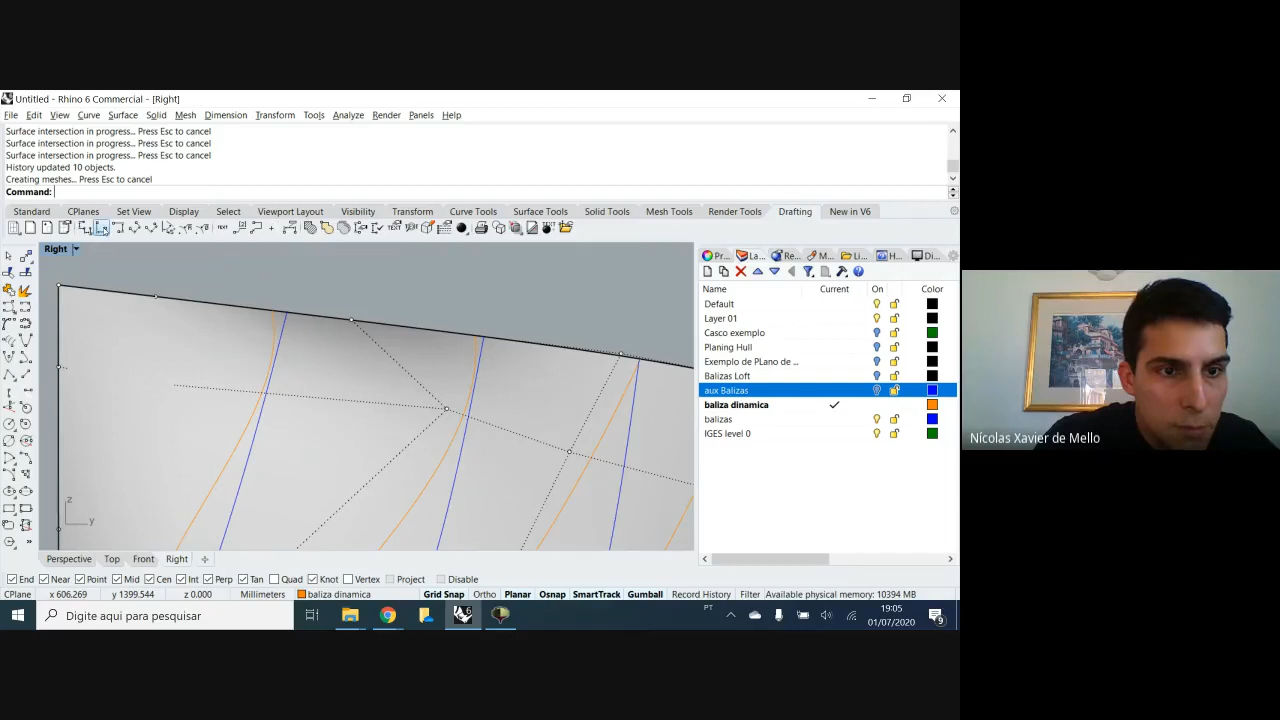 Untitled - Rhino 6 Commercial - [Right]
File Edit View Curve Surface Solid Mesh Dimension Transform Tools Analyze Render Panels Help
Surface intersection in progress... Press Esc to cancel
Surface intersection in progress... Press Esc to cancel
Surface intersection in progress... Press Esc to cancel
History updated 10 objects.
Creating meshes... Press Esc to cancel
Command:
Standard CPlanes Set View Display Select Viewport Layout Visibility Transform Curve Tools Surface Tools Solid Tools Mesh Tools Render Tools Drafting New in V6
Right
Pr... La... Re... M... Li... H... Di...
Name Current On Color
Default
Layer 01
Casco exemplo
Planing Hull
Exemplo de PLano de ...
Balizas Loft
aux Balizas
baliza dinamica
balizas
IGES level 0
z
y
Nícolas Xavier de Mello
Perspective Top Front Right
End Near Point Mid Cen Int Perp Tan Quad Knot Vertex Project Disable
CPlane x 606.269 y 1399.544 z 0.000 Millimeters baliza dinamica Grid Snap Ortho Planar Osnap SmartTrack Gumball Record History Filter Available physical memory: 10394 MB
Digite aqui para pesquisar
PT
19:05
01/07/2020
9